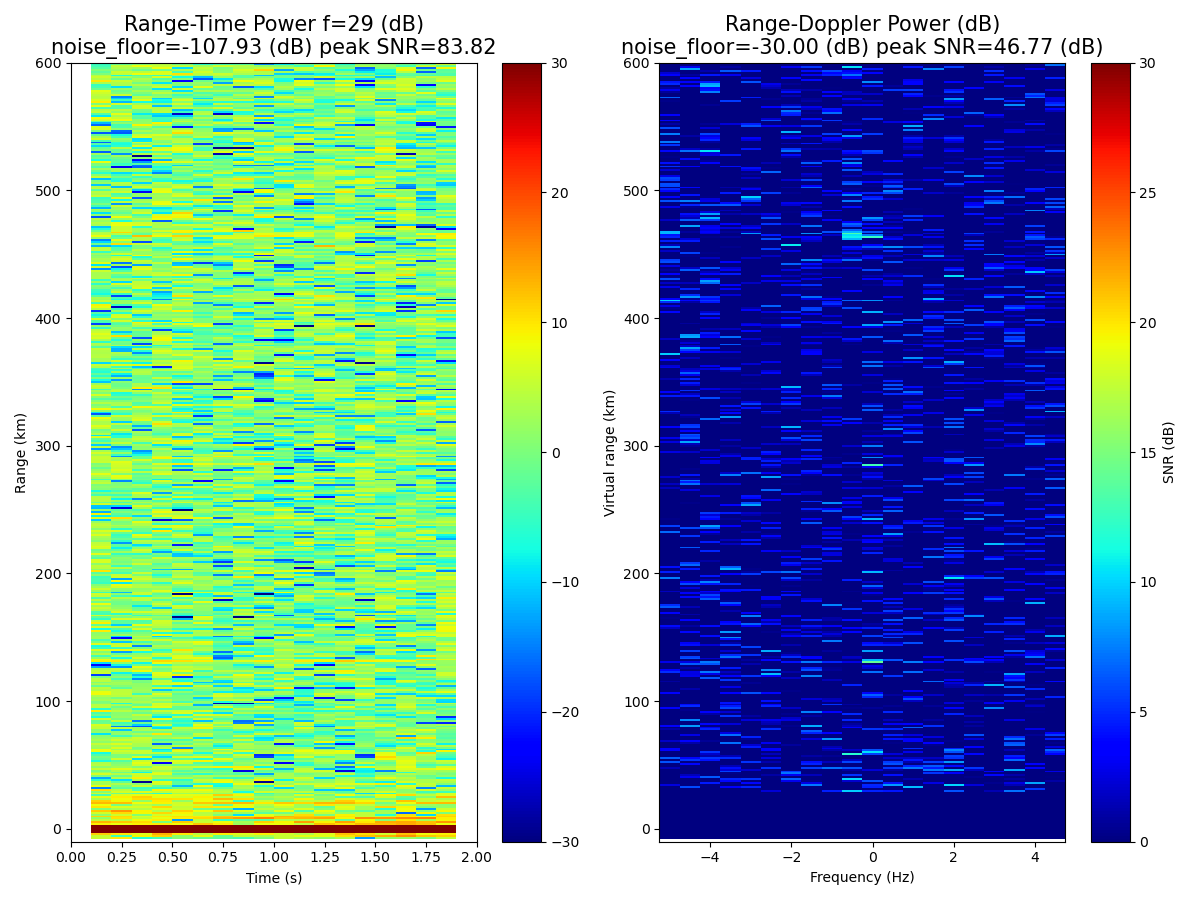 Range-Time Power f=29 (dB)
noise_floor=-107.93 (dB) peak SNR=83.82
Range (km)
600
500
400
300
200
100
0
0.00 0.25 0.50 0.75 1.00 1.25 1.50 1.75 2.00
Time (s)
30
20
10
0
−10
−20
−30
Range-Doppler Power (dB)
noise_floor=-30.00 (dB) peak SNR=46.77 (dB)
Virtual range (km)
600
500
400
300
200
100
0
−4 −2 0 2 4
Frequency (Hz)
30
25
20
15
10
5
0
SNR (dB)